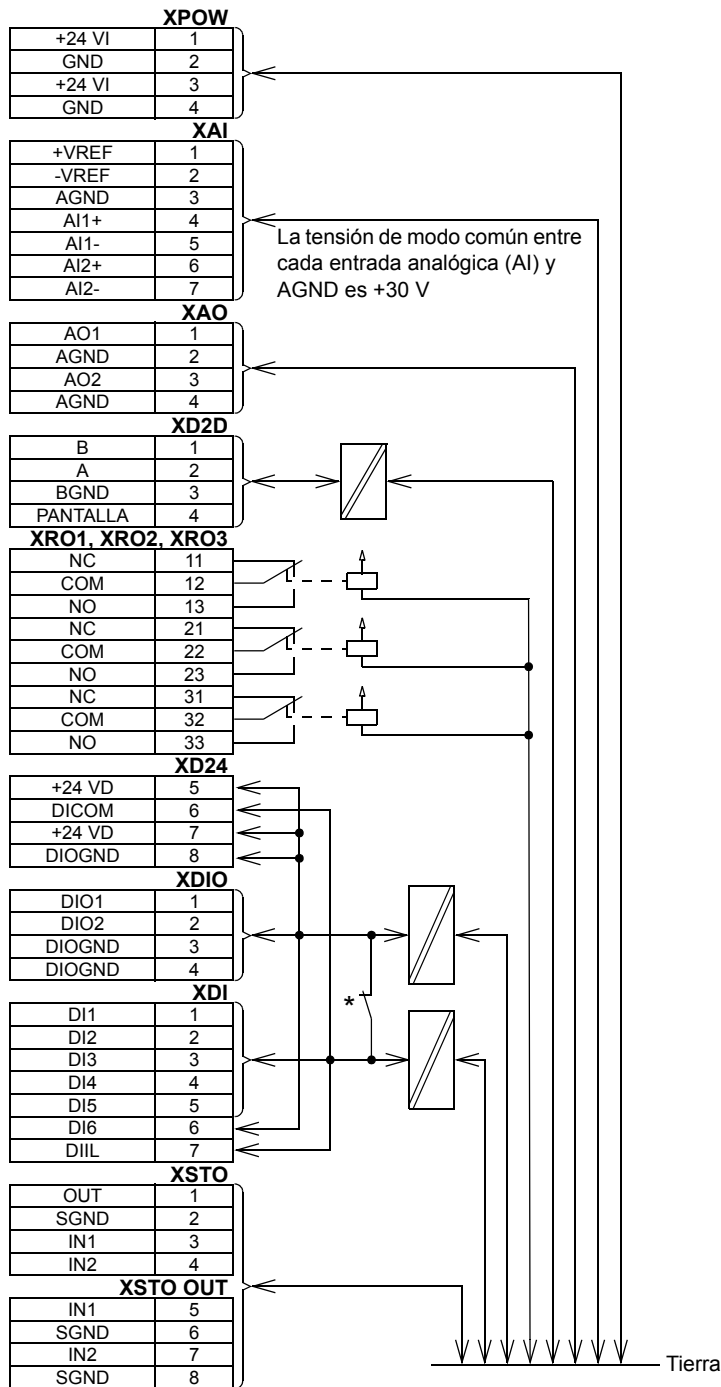 XPOW
+24 VI 1
GND 2
+24 VI 3
GND 4
XAI
+VREF 1
-VREF 2
AGND 3
AI1+ 4
AI1- 5
AI2+ 6
AI2- 7
La tensión de modo común entre
cada entrada analógica (AI) y
AGND es +30 V
XAO
AO1 1
AGND 2
AO2 3
AGND 4
XD2D
B 1
A 2
BGND 3
PANTALLA 4
XRO1, XRO2, XRO3
NC 11
COM 12
NO 13
NC 21
COM 22
NO 23
NC 31
COM 32
NO 33
XD24
+24 VD 5
DICOM 6
+24 VD 7
DIOGND 8
XDIO
DIO1 1
DIO2 2
DIOGND 3
DIOGND 4
XDI
DI1 1
DI2 2
DI3 3
DI4 4
DI5 5
DI6 6
DIIL 7
*
XSTO
OUT 1
SGND 2
IN1 3
IN2 4
XSTO OUT
IN1 5
SGND 6
IN2 7
SGND 8
Tierra